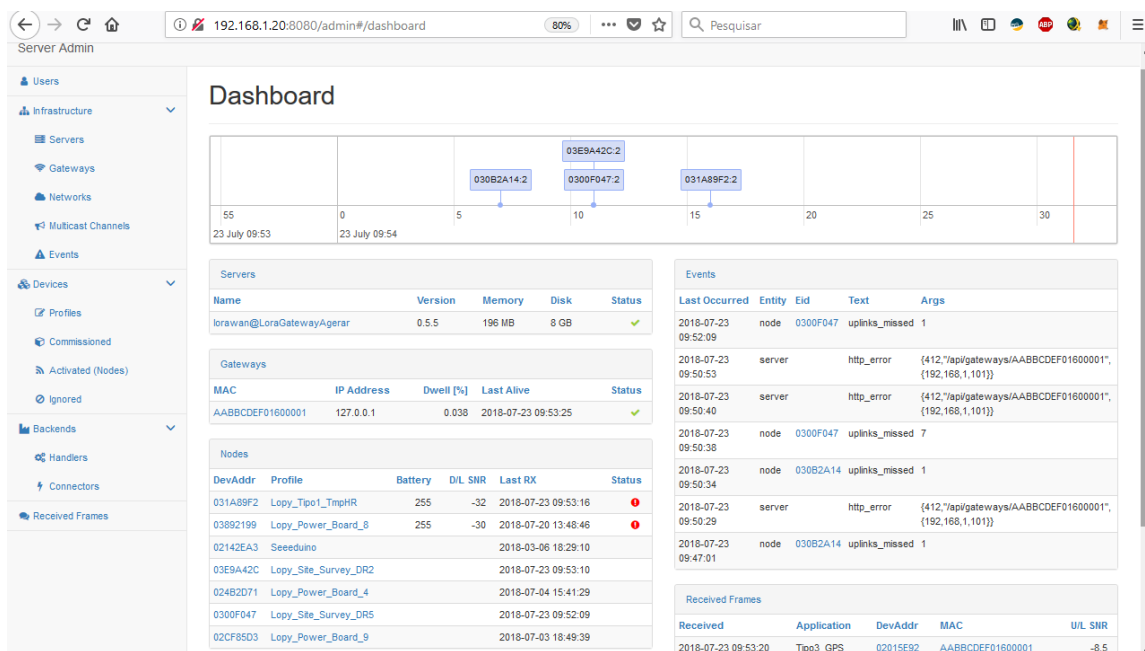 192.168.1.20:8080/admin#/dashboard
80%
Pesquisar
ABP
Server Admin
Users
Infrastructure
Servers
Gateways
Networks
Multicast Channels
Events
Devices
Profiles
Commissioned
Activated (Nodes)
Ignored
Backends
Handlers
Connectors
Received Frames
Dashboard
03E9A42C:2
030B2A14:2 0300F047:2 031A89F2:2
55 0 5 10 15 20 25 30
23 July 09:53 23 July 09:54
Servers
Name Version Memory Disk Status
lorawan@LoraGatewayAgerar 0.5.5 196 MB 8 GB
Gateways
MAC IP Address Dwell [%] Last Alive Status
AABBCDEF01600001 127.0.0.1 0.038 2018-07-23 09:53:25
Nodes
DevAddr Profile Battery D/L SNR Last RX Status
031A89F2 Lopy_Tipo1_TmpHR 255 -32 2018-07-23 09:53:16
03892199 Lopy_Power_Board_8 255 -30 2018-07-20 13:48:46
02142EA3 Seeeduino 2018-03-06 18:29:10
03E9A42C Lopy_Site_Survey_DR2 2018-07-23 09:53:10
024B2D71 Lopy_Power_Board_4 2018-07-04 15:41:29
0300F047 Lopy_Site_Survey_DR5 2018-07-23 09:52:09
02CF85D3 Lopy_Power_Board_9 2018-07-03 18:49:39
Events
Last Occurred Entity Eid Text Args
2018-07-23 node 0300F047 uplinks_missed 1
09:52:09
2018-07-23 server http_error {412,"/api/gateways/AABBCDEF01600001",
09:50:53 {192,168,1,101}}
2018-07-23 server http_error {412,"/api/gateways/AABBCDEF01600001",
09:50:40 {192,168,1,101}}
2018-07-23 node 0300F047 uplinks_missed 7
09:50:38
2018-07-23 node 030B2A14 uplinks_missed 1
09:50:34
2018-07-23 server http_error {412,"/api/gateways/AABBCDEF01600001",
09:50:29 {192,168,1,101}}
2018-07-23 node 030B2A14 uplinks_missed 1
09:47:01
Received Frames
Received Application DevAddr MAC U/L SNR
2018-07-23 09:53:20 Tipo3_GPS 02015E92 AABBCDEF01600001 -8.5